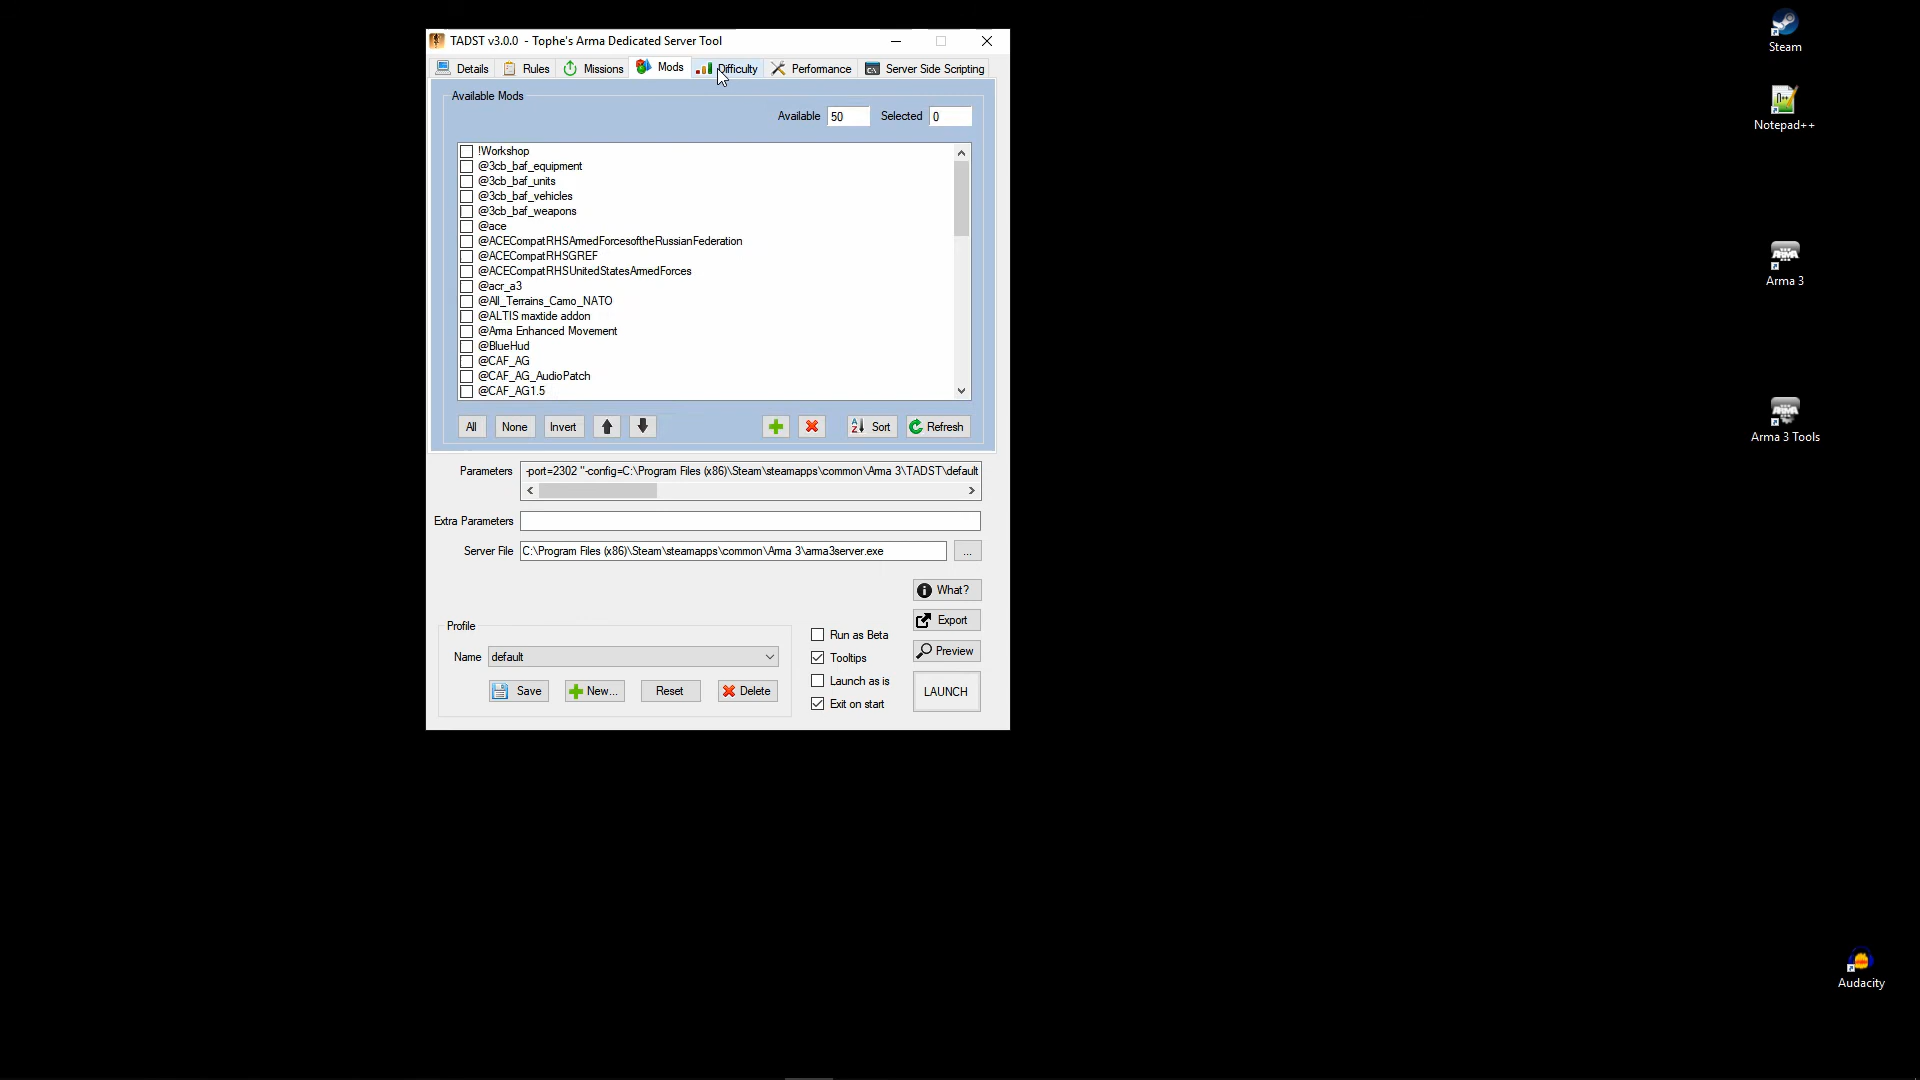 TADST v3.0.0 - Tophe's Arma Dedicated Server Tool
Details Rules Missions Mods Difficulty Performance Server Side Scripting
Available Mods
Available 50 Selected 0
!Workshop
@3cb_baf_equipment
@3cb_baf_units
@3cb_baf_vehicles
@3cb_baf_weapons
@ace
@ACECompatRHSArmedForcesoftheRussianFederation
@ACECompatRHSGREF
@ACECompatRHSUnitedStatesArmedForces
@acr_a3
@All_Terrains_Camo_NATO
@ALTIS maxtide addon
@Arma Enhanced Movement
@BlueHud
@CAF_AG
@CAF_AG_AudioPatch
@CAF_AG1.5
All None Invert Sort Refresh
Parameters -port=2302 "-config=C:\Program Files (x86)\Steam\steamapps\common\Arma 3\TADST\default
Extra Parameters
Server File C:\Program Files (x86)\Steam\steamapps\common\Arma 3\arma3server.exe ...
What?
Export
Preview
LAUNCH
Profile
Name default
Save New... Reset Delete
Run as Beta
Tooltips
Launch as is
Exit on start
Steam
Notepad++
Arma 3
Arma 3 Tools
Audacity